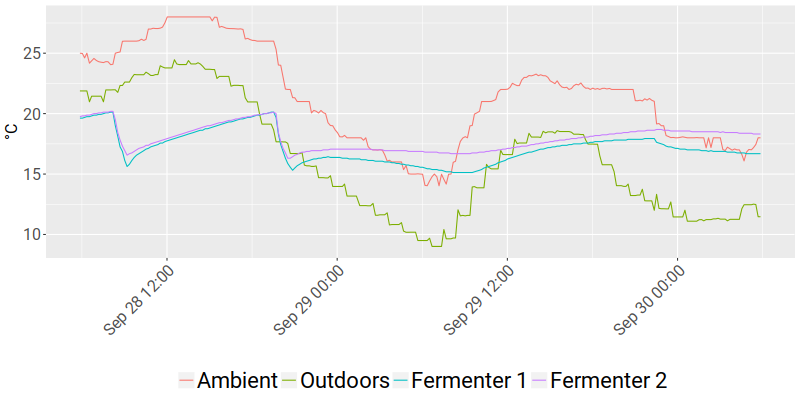 25
20
15
10
°C
Sep 28 12:00
Sep 29 00:00
Sep 29 12:00
Sep 30 00:00
Ambient Outdoors Fermenter 1 Fermenter 2